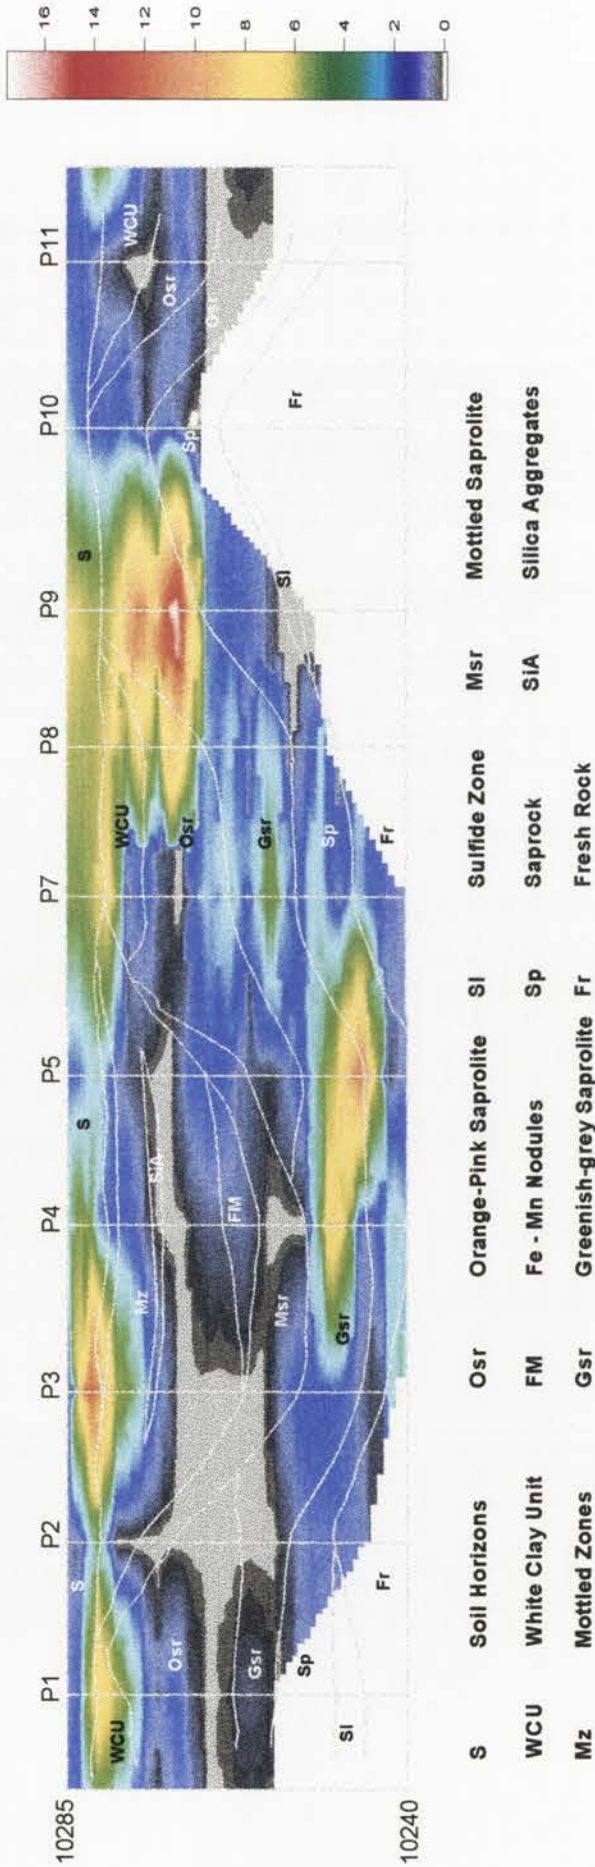 16 14 12 10 8 6 4 2 0
P1 P2 P3 P4 P5 P7 P8 P9 P10 P11
10285
10240
S
S
S
WCU
WCU
WCU
Osr
Osr
Osr
Mz
SiA
FM
Msr
Gsr
Gsr
Gsr
Gsr
Sp
Sp
Sp
Sl
Sl
Fr
Fr
Fr
S Soil Horizons Osr Orange-Pink Saprolite Sl Sulfide Zone Msr Mottled Saprolite
WCU White Clay Unit FM Fe - Mn Nodules Sp Saprock SiA Silica Aggregates
Mz Mottled Zones Gsr Greenish-grey Saprolite Fr Fresh Rock